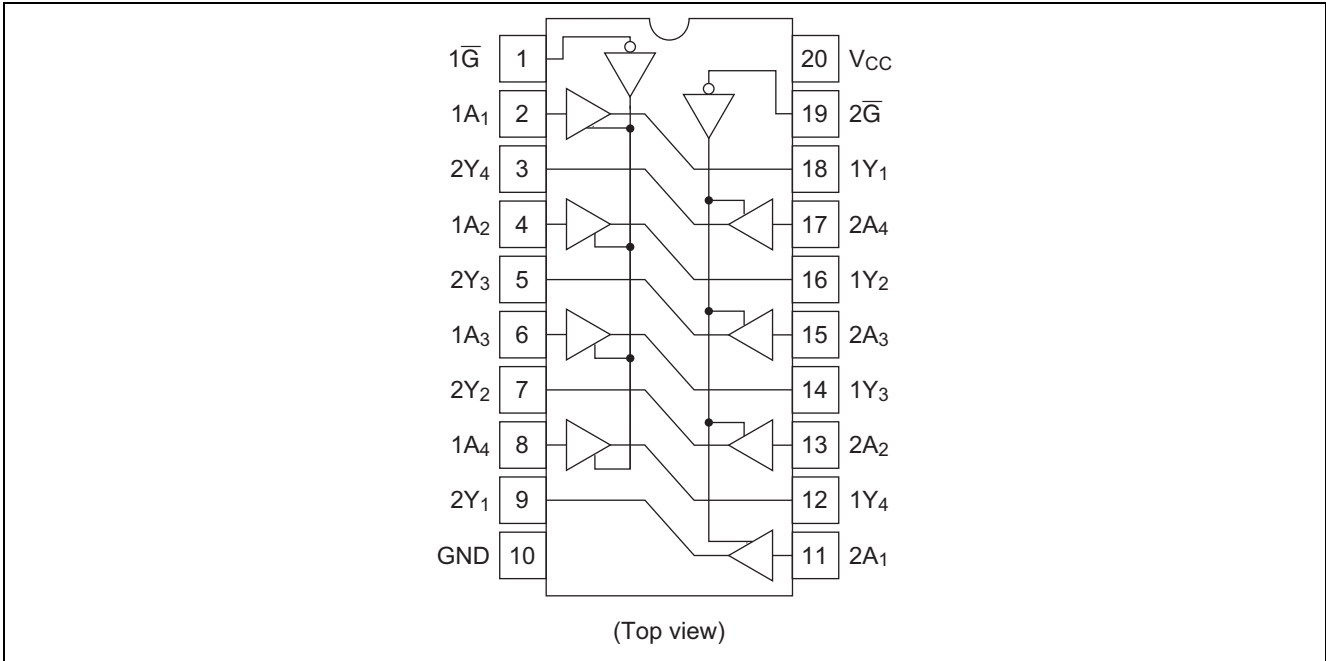 1G̅ 1 20 VCC
1A1 2 19 2G̅
2Y4 3 18 1Y1
1A2 4 17 2A4
2Y3 5 16 1Y2
1A3 6 15 2A3
2Y2 7 14 1Y3
1A4 8 13 2A2
2Y1 9 12 1Y4
GND 10 11 2A1
(Top view)